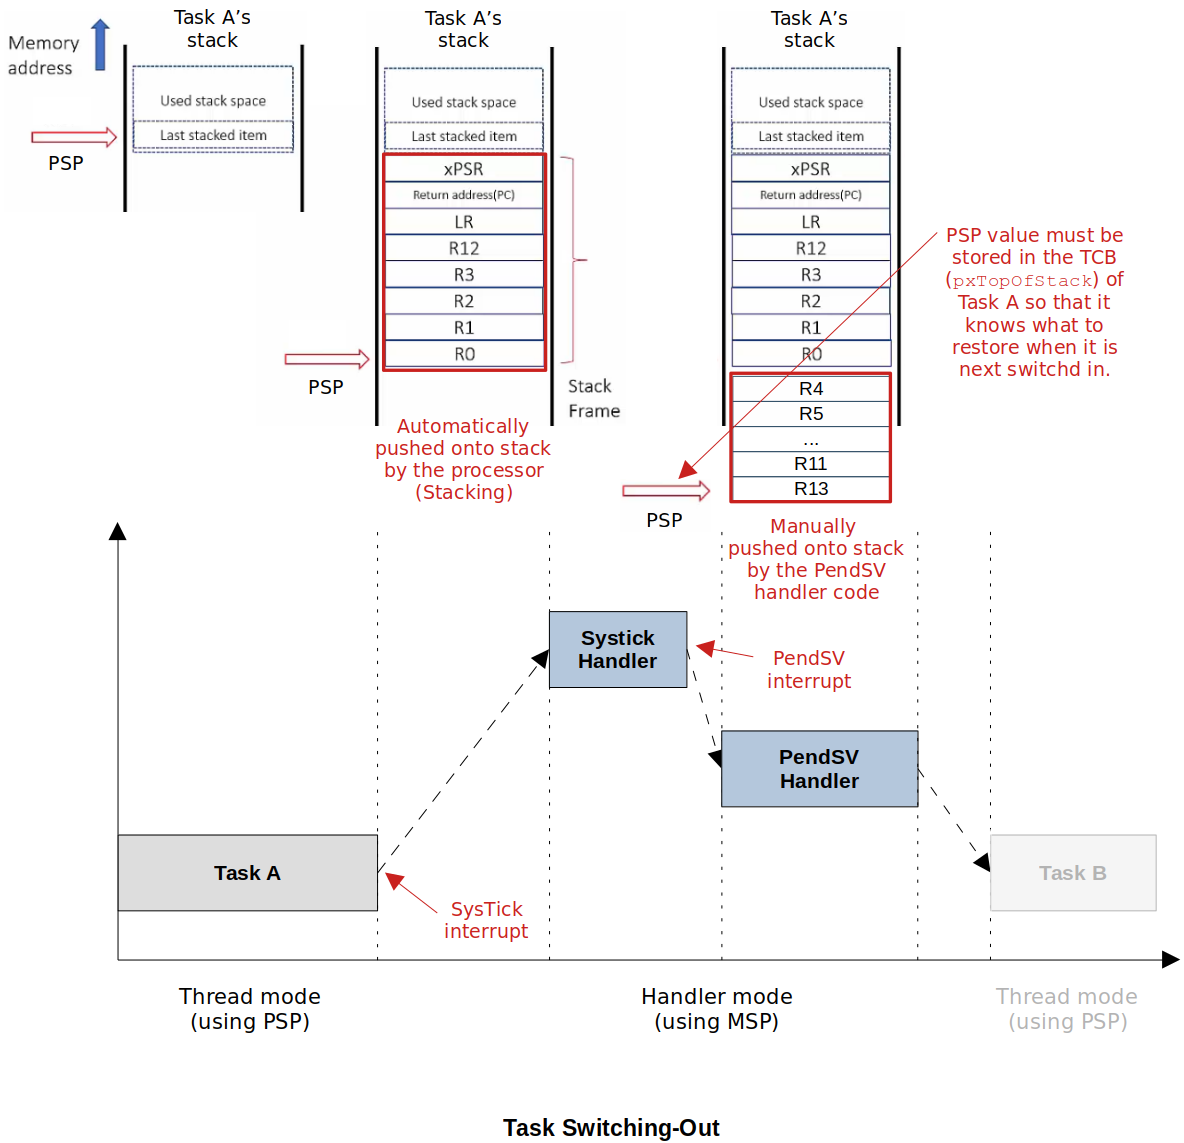 Task A's
stack
Task A's
stack
Task A's
stack
Memory
address
Used stack space
Last stacked item
PSP
Used stack space
Last stacked item
xPSR
Return address(PC)
LR
R12
R3
R2
R1
R0
PSP
Stack
Frame
Automatically
pushed onto stack
by the processor
(Stacking)
Used stack space
Last stacked item
xPSR
Return address(PC)
LR
R12
R3
R2
R1
R0
R4
R5
...
R11
R13
PSP
Manually
pushed onto stack
by the PendSV
handler code
PSP value must be
stored in the TCB
(pxTopOfStack) of
Task A so that it
knows what to
restore when it is
next switchd in.
Systick
Handler
PendSV
interrupt
PendSV
Handler
Task A
SysTick
interrupt
Task B
Thread mode
(using PSP)
Handler mode
(using MSP)
Thread mode
(using PSP)
Task Switching-Out